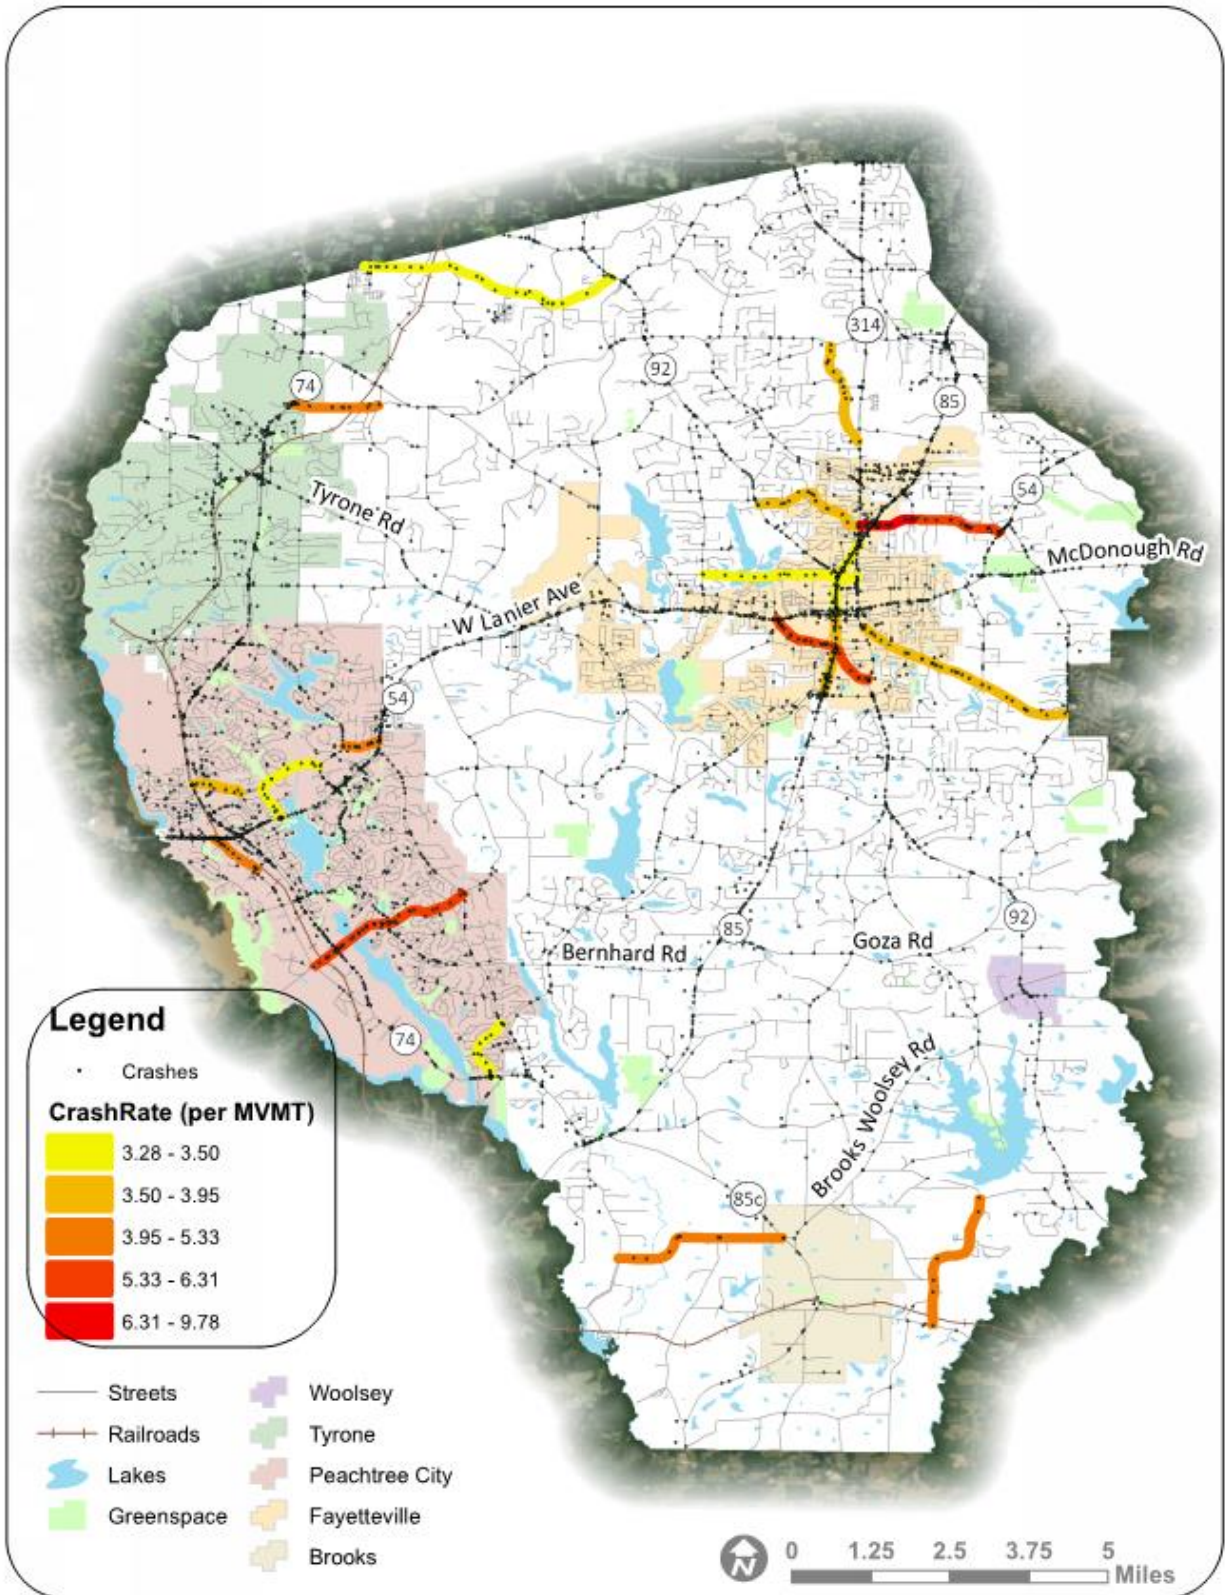 314
92
74
85
54
Tyrone Rd
McDonough Rd
W Lanier Ave
54
92
85
Goza Rd
Bernhard Rd
74
Brooks Woolsey Rd
85c
Legend
Crashes
CrashRate (per MVMT)
3.28 - 3.50
3.50 - 3.95
3.95 - 5.33
5.33 - 6.31
6.31 - 9.78
Streets
Railroads
Lakes
Greenspace
Woolsey
Tyrone
Peachtree City
Fayetteville
Brooks
N
0 1.25 2.5 3.75 5
Miles